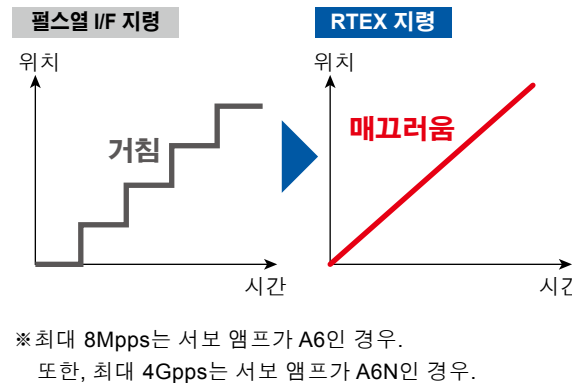 펄스열 I/F 지령
RTEX 지령
위치
위치
거침
매끄러움
시간
시간
※최대 8Mpps는 서보 앰프가 A6인 경우.
또한, 최대 4Gpps는 서보 앰프가 A6N인 경우.